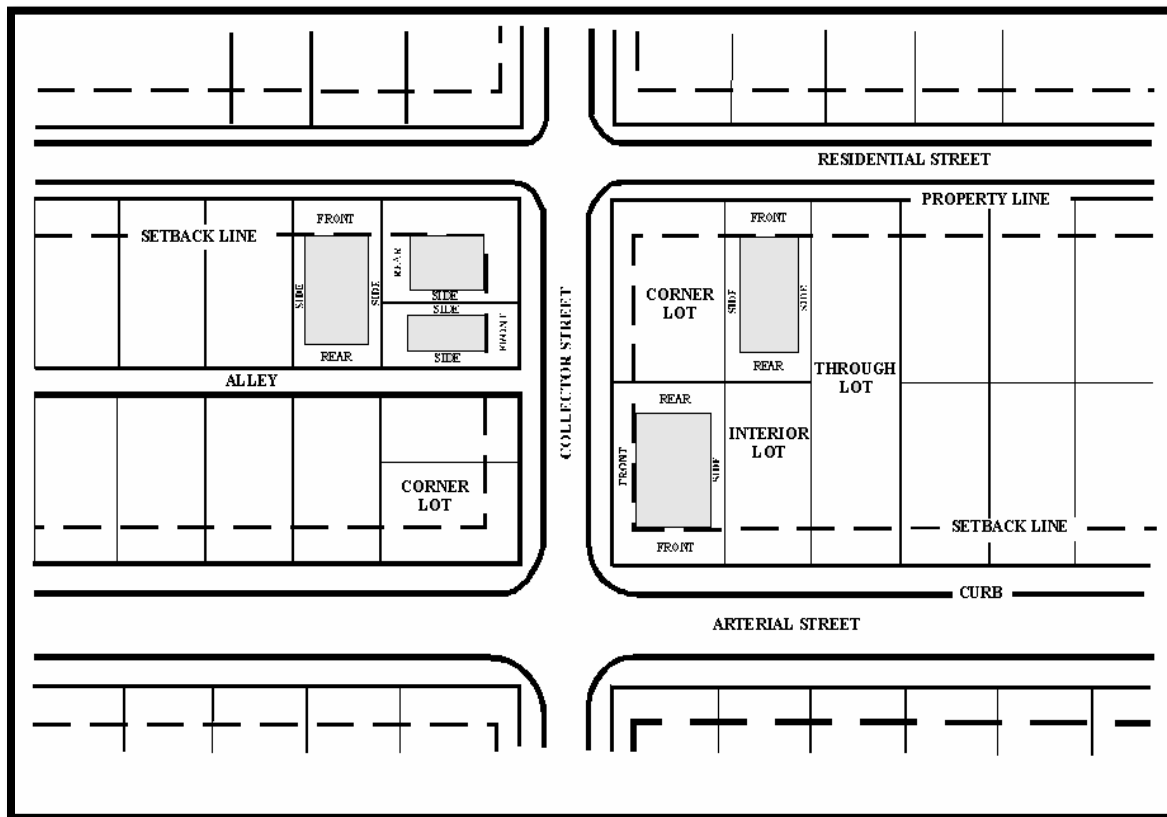 RESIDENTIAL STREET
PROPERTY LINE
FRONT
FRONT
SETBACK LINE
REAR
SIDE
SIDE
SIDE
SIDE
FRONT
SIDE
REAR
ALLEY
COLLECTOR STREET
CORNER
LOT
SIDE
SIDE
REAR
THROUGH
LOT
REAR
INTERIOR
LOT
FRONT
SIDE
CORNER
LOT
SETBACK LINE
FRONT
CURB
ARTERIAL STREET